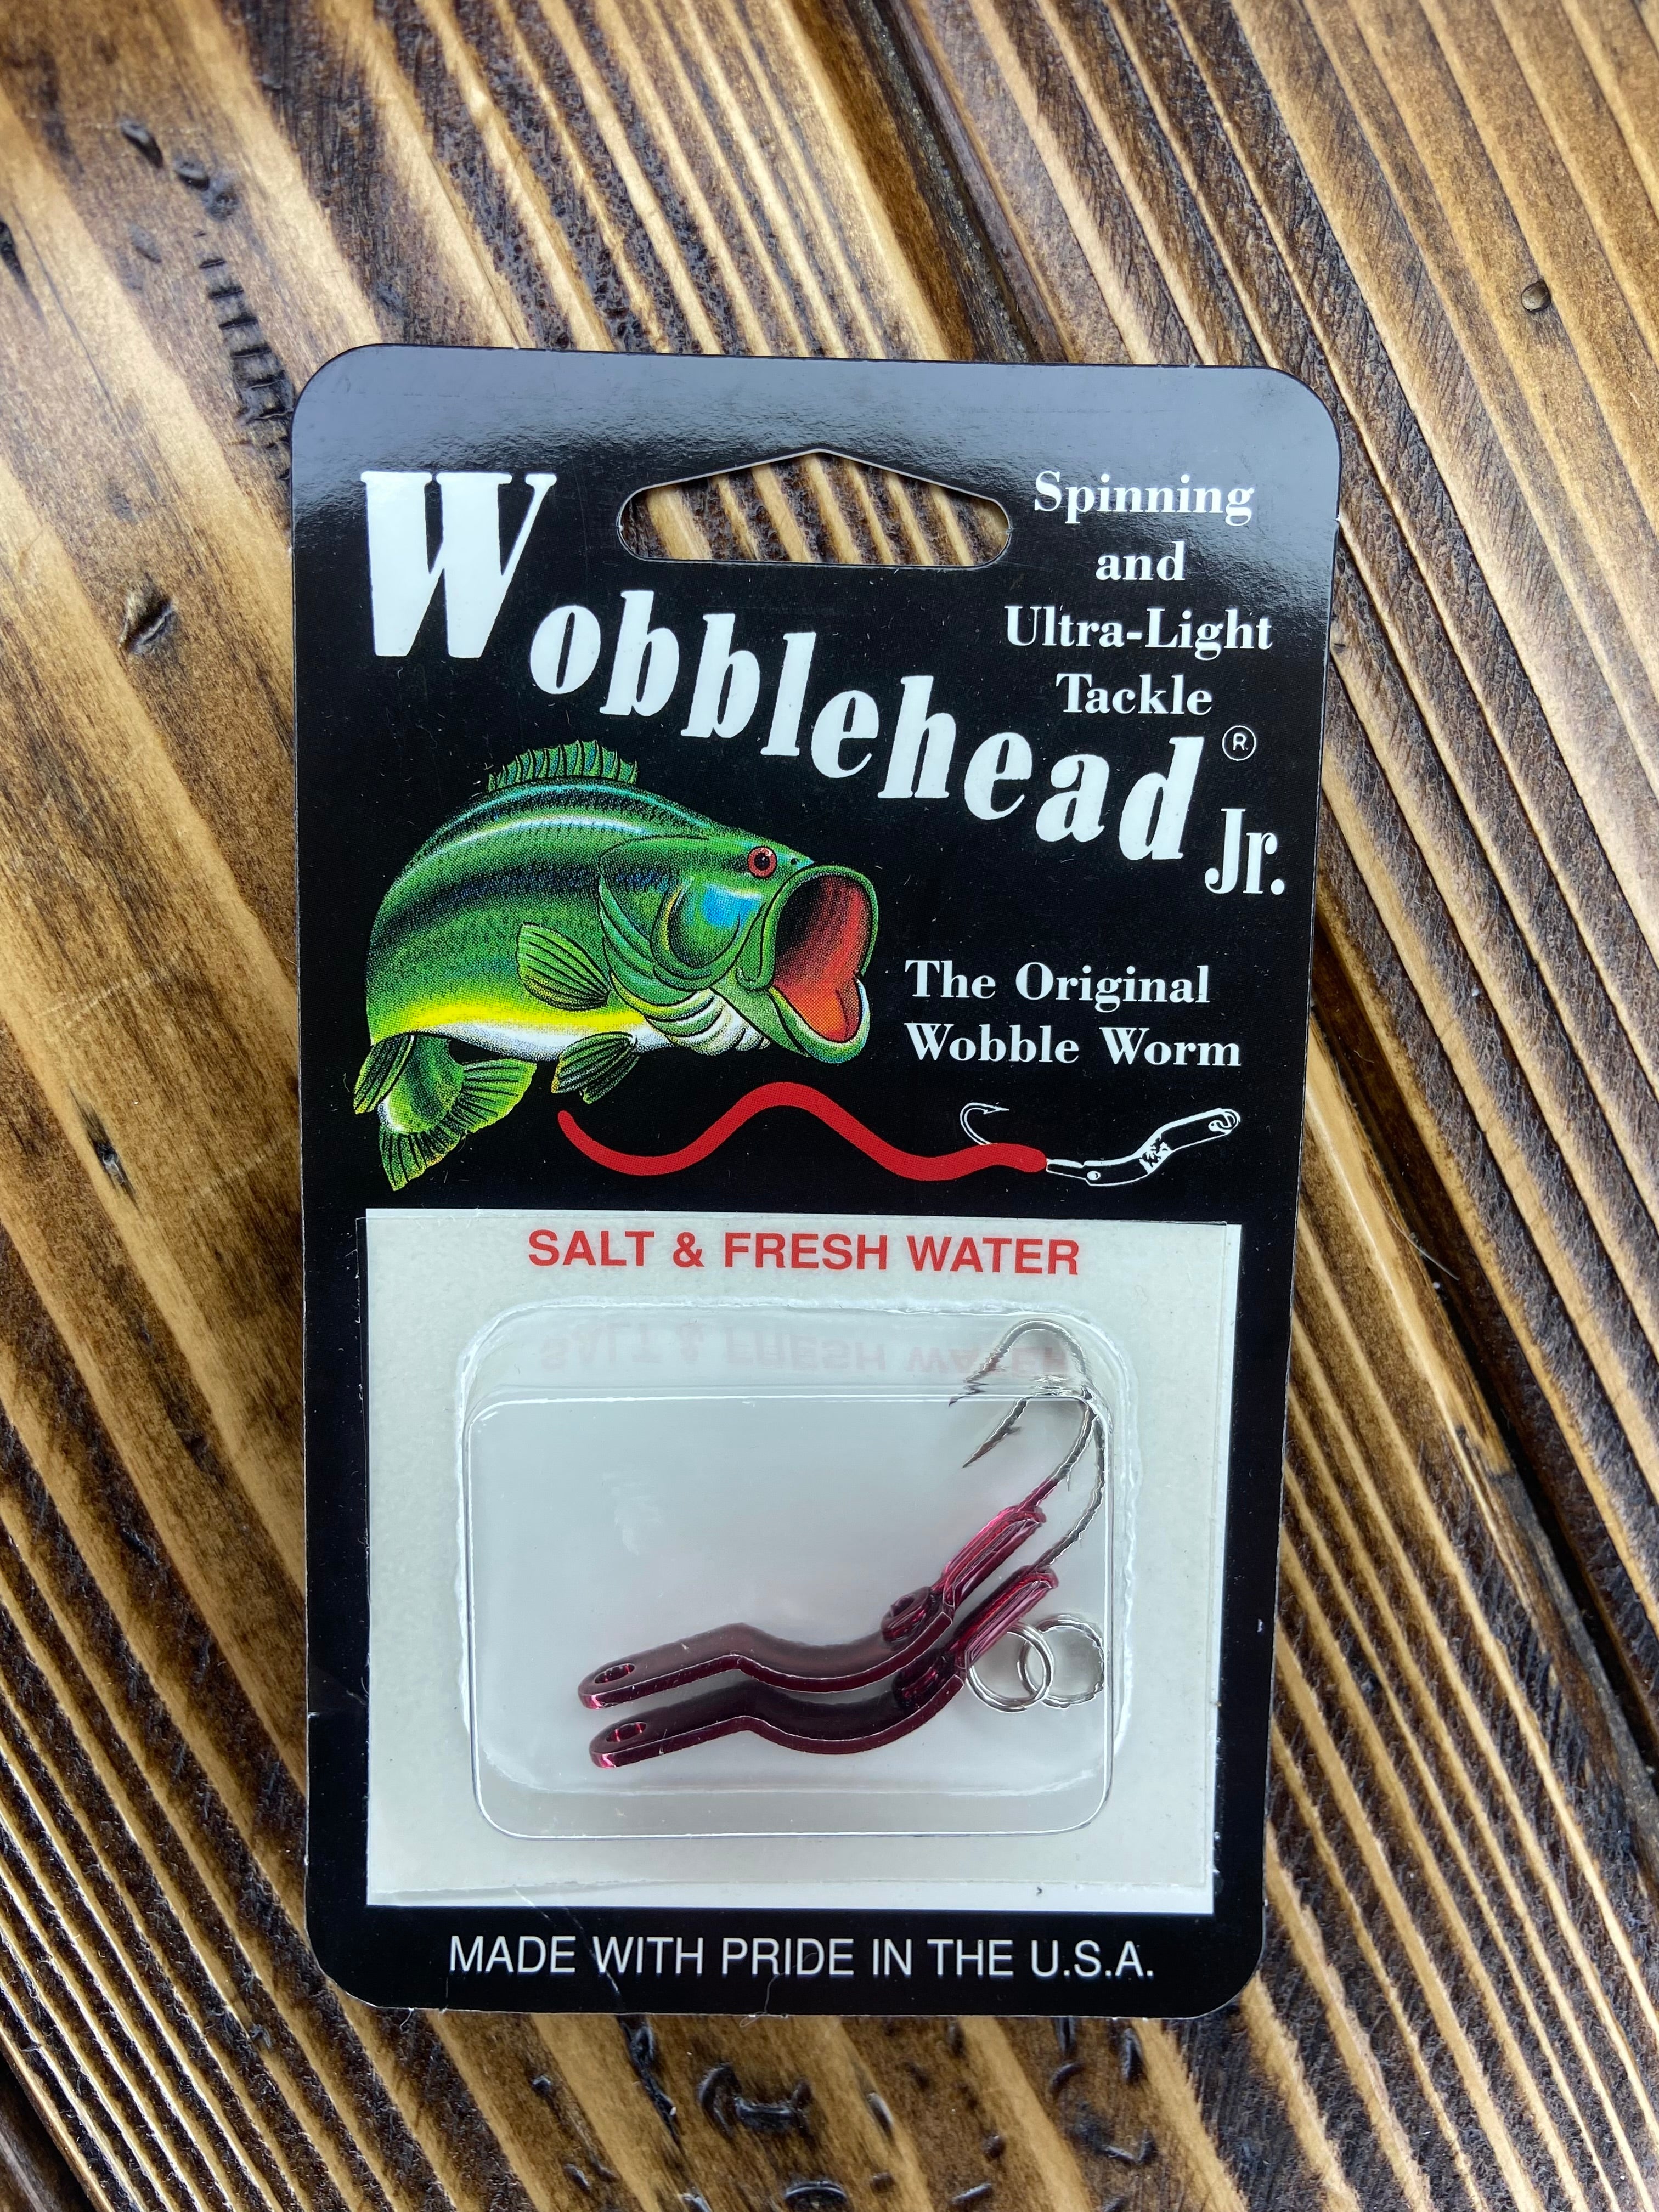 Spinning
and
Ultra-Light
Tackle
Wobblehead® Jr.
The Original
Wobble Worm
SALT & FRESH WATER
MADE WITH PRIDE IN THE U.S.A.